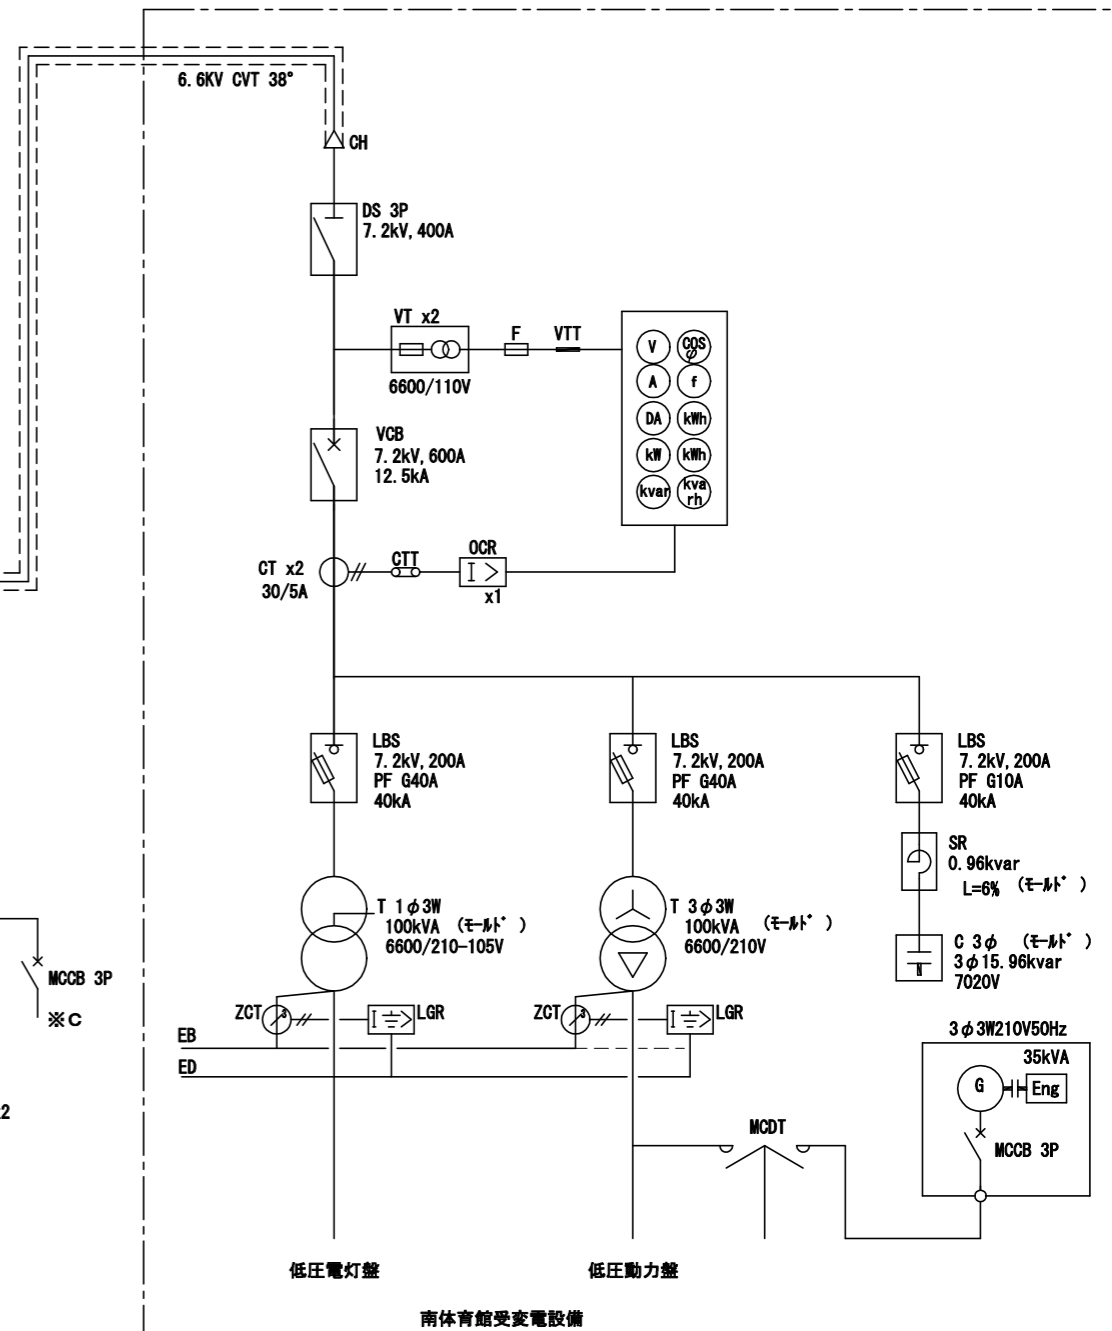 6.6KV CVT 38°
CH
DS 3P
7.2kV,400A
VT x2
F
VTT
6600/110V
V
COS φ
A
f
DA
kWh
kW
kWh
kvar
kva
rh
VCB
7.2kV,600A
12.5kA
CT x2
30/5A
CTT
OCR
I >
x1
LBS
7.2kV,200A
PF G40A
40kA
LBS
7.2kV,200A
PF G40A
40kA
LBS
7.2kV,200A
PF G10A
40kA
SR
0.96kvar
L=6% (モールド)
T 1φ3W
100kVA (モールド)
6600/210-105V
T 3φ3W
100kVA (モールド)
6600/210V
C 3φ (モールド)
3φ15.96kvar
7020V
MCCB 3P
※C
ZCT
3
I >
LGR
ZCT
3
I >
LGR
EB
ED
3φ3W210V50Hz
35kVA
G
Eng
MCCB 3P
MCDT
2
低圧電灯盤
低圧動力盤
南体育館受変電設備